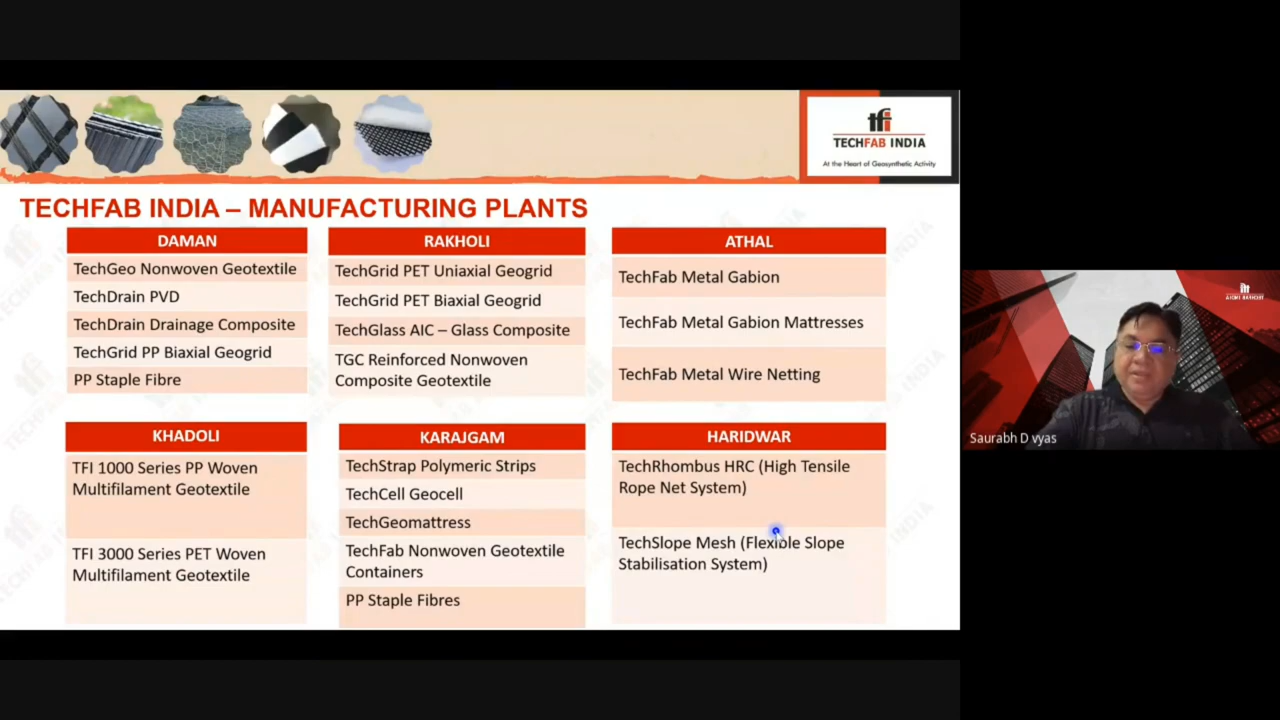 tfi
TECHFAB INDIA
At the Heart of Geosynthetic Activity
TECHFAB INDIA – MANUFACTURING PLANTS
DAMAN
TechGeo Nonwoven Geotextile
TechDrain PVD
TechDrain Drainage Composite
TechGrid PP Biaxial Geogrid
PP Staple Fibre
RAKHOLI
TechGrid PET Uniaxial Geogrid
TechGrid PET Biaxial Geogrid
TechGlass AIC – Glass Composite
TGC Reinforced Nonwoven
Composite Geotextile
ATHAL
TechFab Metal Gabion
TechFab Metal Gabion Mattresses
TechFab Metal Wire Netting
KHADOLI
TFI 1000 Series PP Woven
Multifilament Geotextile
TFI 3000 Series PET Woven
Multifilament Geotextile
KARAJGAM
TechStrap Polymeric Strips
TechCell Geocell
TechGeomattress
TechFab Nonwoven Geotextile
Containers
PP Staple Fibres
HARIDWAR
TechRhombus HRC (High Tensile
Rope Net System)
TechSlope Mesh (Flexible Slope
Stabilisation System)
Saurabh D vyas